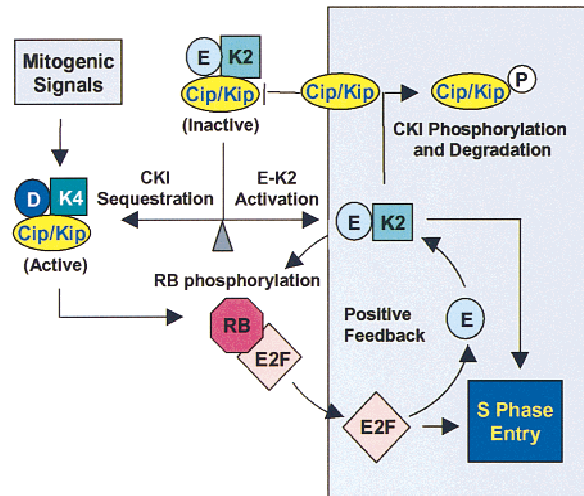 Mitogenic
Signals
E K2
Cip/Kip
(Inactive)
Cip/Kip
Cip/Kip P
CKI Phosphorylation
and Degradation
CKI
Sequestration
E-K2
Activation
D K4
Cip/Kip
(Active)
E K2
RB phosphorylation
RB
E2F
Positive
Feedback
E
E2F
S Phase
Entry